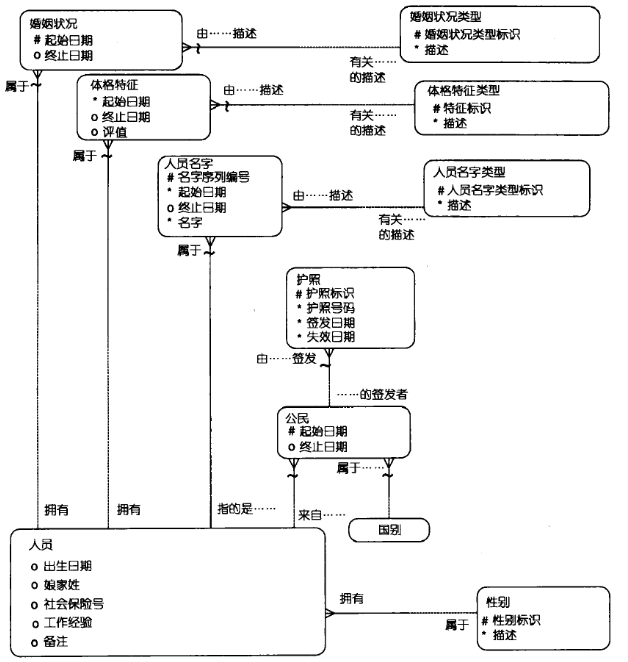 婚姻状况
# 起始日期
o 终止日期
婚姻状况类型
# 婚姻状况类型标识
* 描述
由……描述
有关……
的描述
属于
体格特征
* 起始日期
o 终止日期
o 评值
体格特征类型
# 特征标识
* 描述
由……描述
有关……
的描述
属于
人员名字
# 名字序列编号
* 起始日期
o 终止日期
* 名字
人员名字类型
# 人员名字类型标识
* 描述
由……描述
有关……
的描述
属于
护照
# 护照标识
* 护照号码
* 签发日期
* 失效日期
由……签发
……的签发者
公民
# 起始日期
o 终止日期
属于……
拥有
拥有
指的是……
来自……
国别
人员
o 出生日期
o 娘家姓
o 社会保险号
o 工作经验
o 备注
拥有
属于
性别
# 性别标识
* 描述